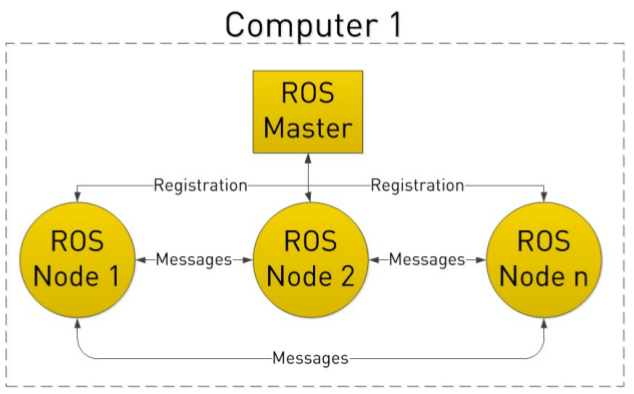 Computer 1
ROS
Master
Registration
Registration
ROS
Node 1
Messages
ROS
Node 2
Messages
ROS
Node n
Messages